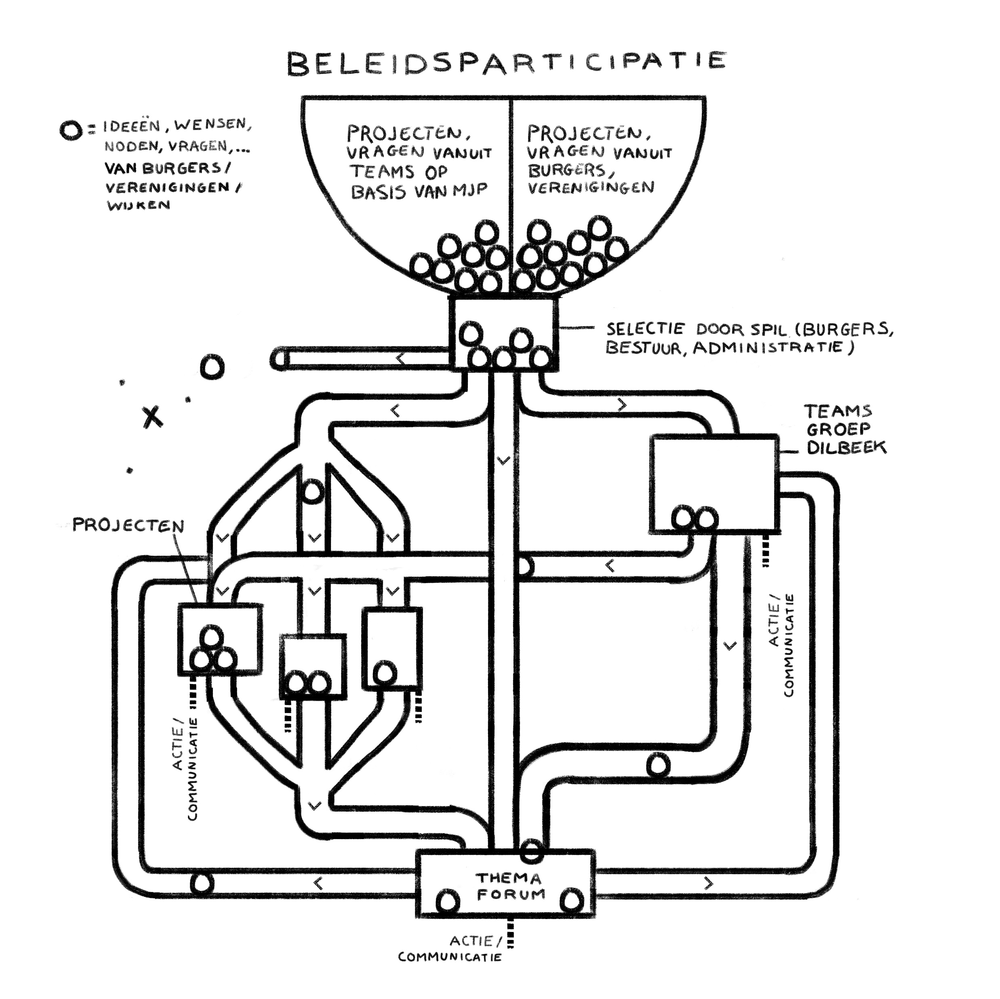 BELEIDSPARTICIPATIE
O = IDEEËN, WENSEN,
NODEN, VRAGEN,...
VAN BURGERS/
VERENIGINGEN/
WIJKEN
PROJECTEN,
VRAGEN VANUIT
TEAMS OP
BASIS VAN MJP
PROJECTEN,
VRAGEN VANUIT
BURGERS,
VERENIGINGEN
SELECTIE DOOR SPIL (BURGERS,
BESTUUR, ADMINISTRATIE)
TEAMS
GROEP
DILBEEK
PROJECTEN
ACTIE/
COMMUNICATIE
ACTIE/
COMMUNICATIE
THEMA
FORUM
ACTIE/
COMMUNICATIE